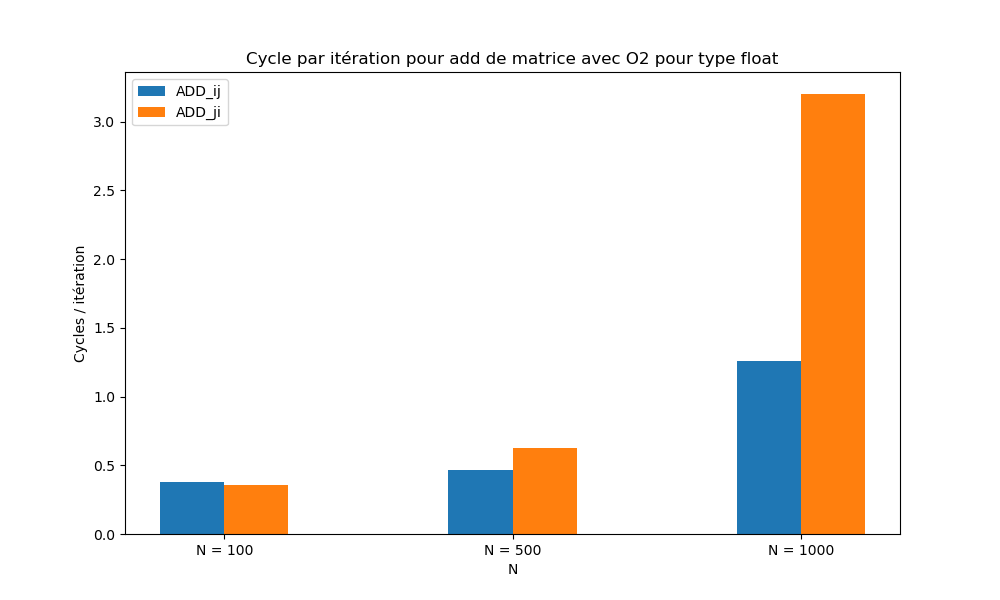 Cycle par itération pour add de matrice avec O2 pour type float
ADD_ij
ADD_ji
Cycles / itération
3.0
2.5
2.0
1.5
1.0
0.5
0.0
N = 100
N = 500
N = 1000
N